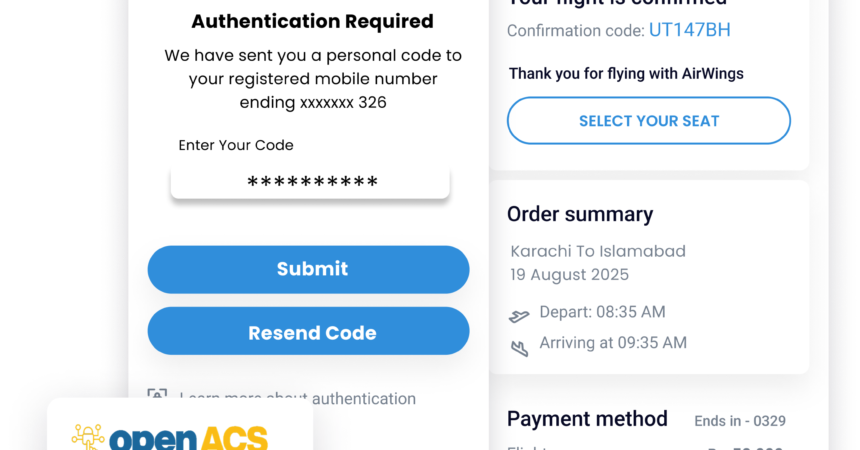 Authentication Required
We have sent you a personal code to
your registered mobile number
ending xxxxxxx 326
Enter Your Code
**********
Submit
Resend Code
Learn more about authentication
openACS
Your flight is confirmed
Confirmation code: UT147BH
Thank you for flying with AirWings
SELECT YOUR SEAT
Order summary
Karachi To Islamabad
19 August 2025
Depart: 08:35 AM
Arriving at 09:35 AM
Payment method Ends in - 0329